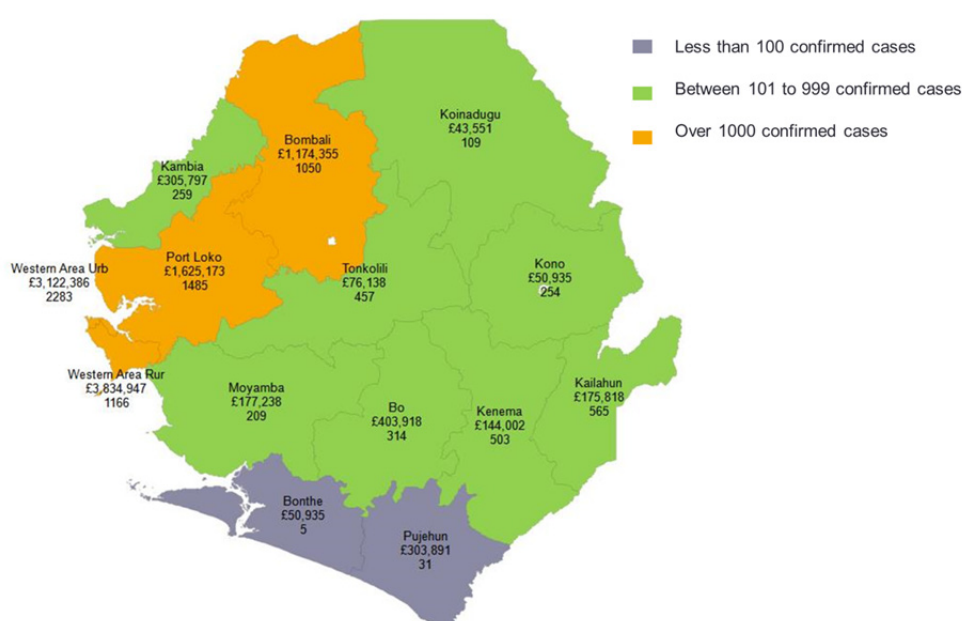 Less than 100 confirmed cases
Between 101 to 999 confirmed cases
Over 1000 confirmed cases
Koinadugu
£43,551
109
Bombali
£1,174,355
1050
Kambia
£305,797
259
Port Loko
£1,625,173
1485
Western Area Urb
£3,122,386
2283
Tonkolili
£76,138
457
Kono
£50,935
254
Western Area Rur
£3,834,947
1166
Moyamba
£177,238
209
Bo
£403,918
314
Kenema
£144,002
503
Kailahun
£175,818
565
Bonthe
£50,935
5
Pujehun
£303,891
31